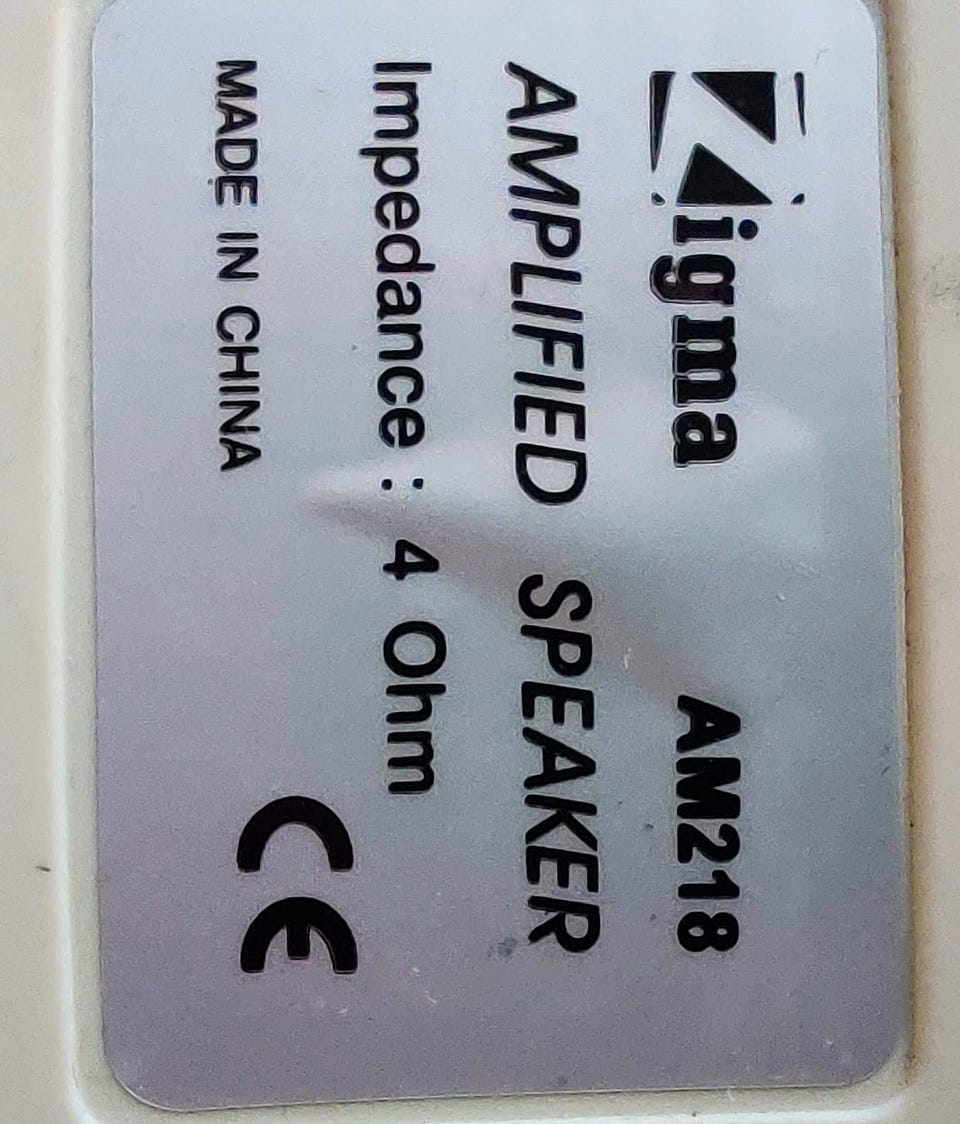 Zigma AM218
AMPLIFIED SPEAKER
Impedance : 4 Ohm
MADE IN CHINA
CE